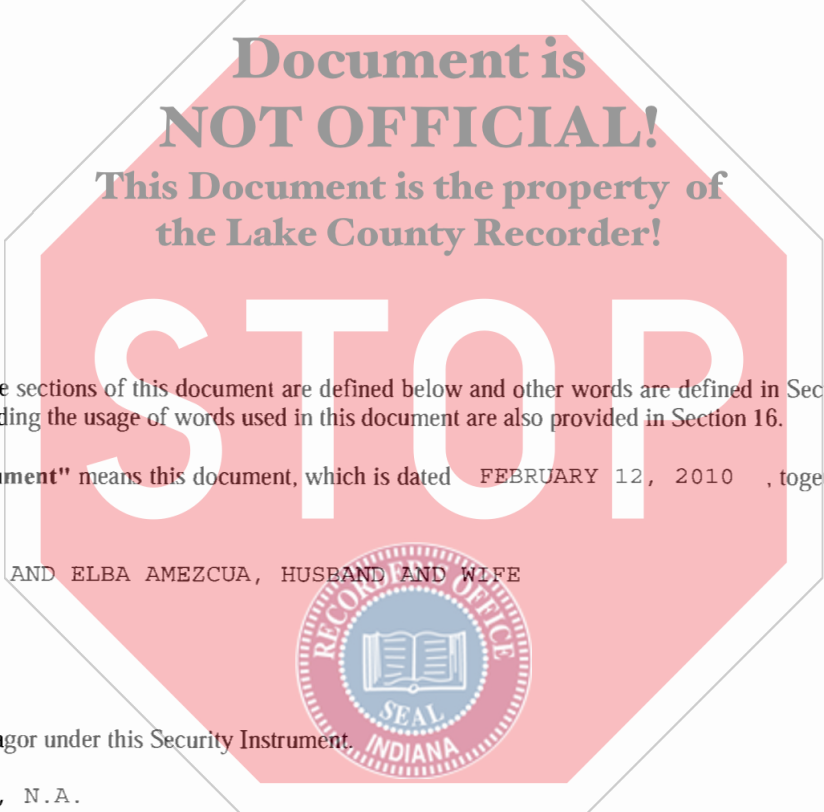 Document is
NOT OFFICIAL!
This Document is the property of
the Lake County Recorder!
STOP
sections of this document are defined below and other words are defined in Sec
the usage of words used in this document are also provided in Section 16.
means this document, which is dated FEBRUARY 12, 2010 , toge
AND ELBA AMEZCUA, HUSBAND AND WIFE
RECORDER'S OFFICE
SEAL
INDIANA
under this Security Instrument.
, N.A.